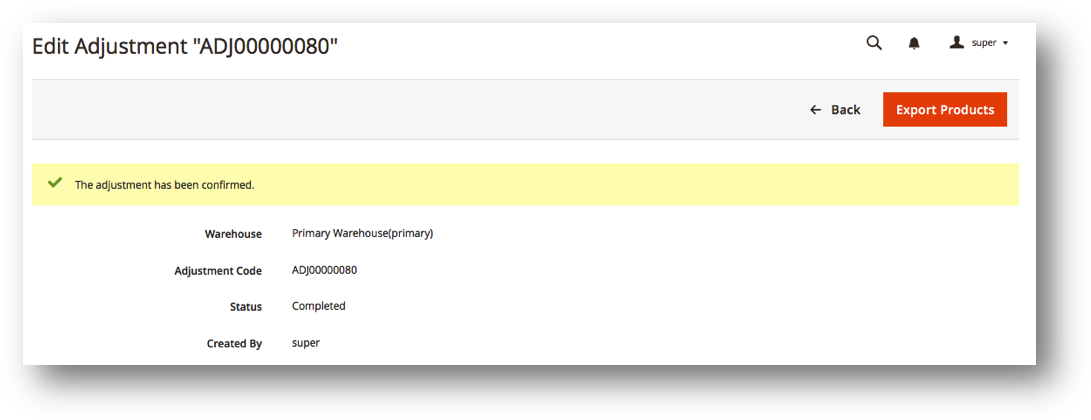 Edit Adjustment "ADJ00000080"
super
Back
Export Products
The adjustment has been confirmed.
Warehouse Primary Warehouse(primary)
Adjustment Code ADJ00000080
Status Completed
Created By super